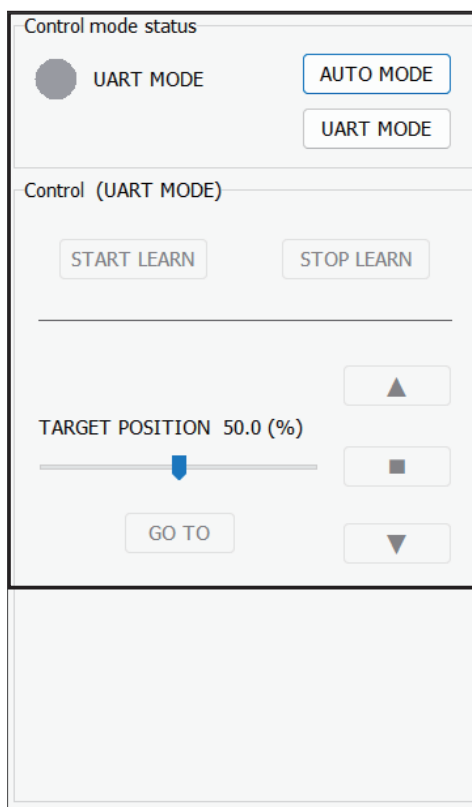 Control mode status
UART MODE
AUTO MODE
UART MODE
Control (UART MODE)
START LEARN
STOP LEARN
▲
TARGET POSITION 50.0 (%)
■
GO TO
▼